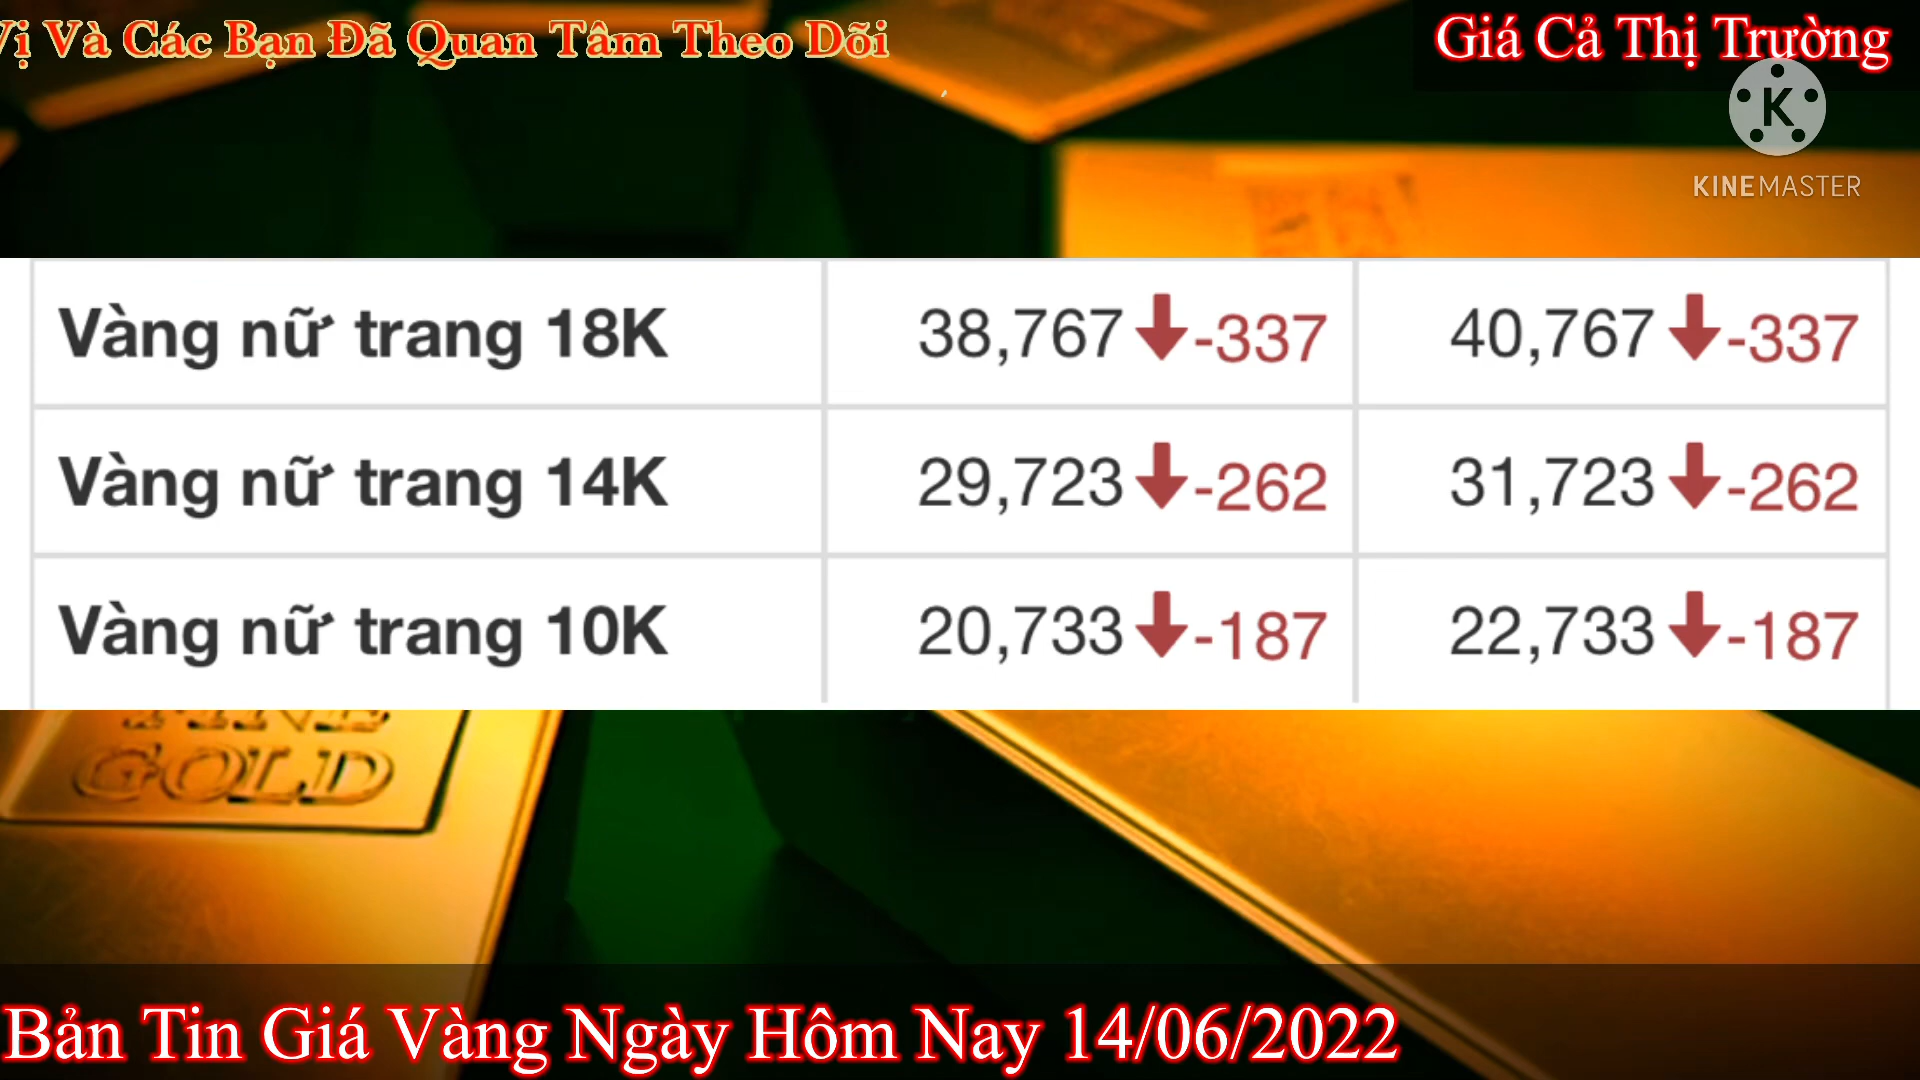 Vị Và Các Bạn Đã Quan Tâm Theo Dõi
Giá Cả Thị Trường
K
KINEMASTER
Vàng nữ trang 18K 38,767 -337 40,767 -337
Vàng nữ trang 14K 29,723 -262 31,723 -262
Vàng nữ trang 10K 20,733 -187 22,733 -187
FINE
GOLD
Bản Tin Giá Vàng Ngày Hôm Nay 14/06/2022